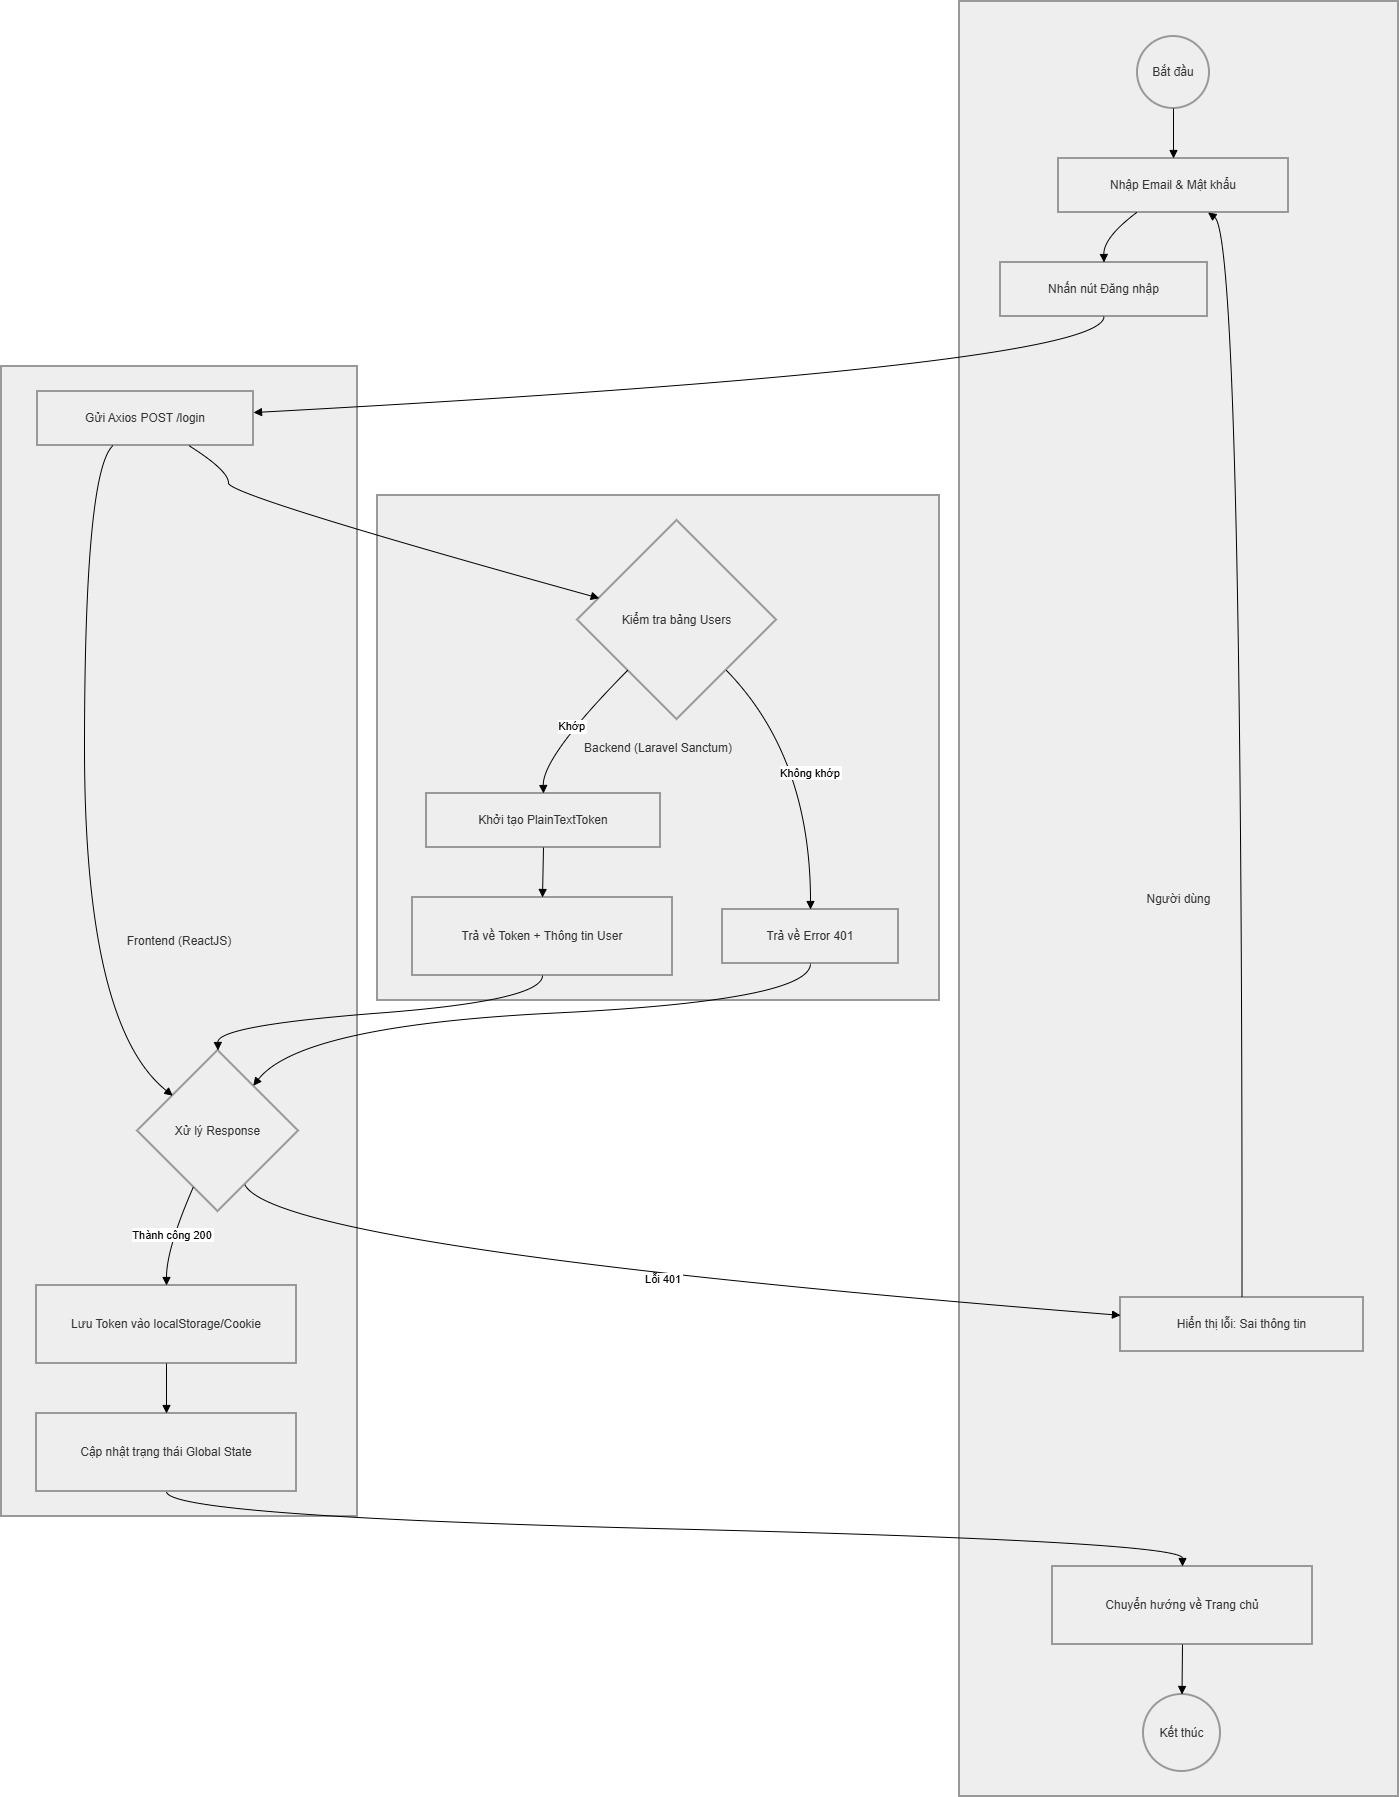 Bắt đầu
Nhập Email & Mật khẩu
Nhấn nút Đăng nhập
Gửi Axios POST /login
Kiểm tra bảng Users
Khớp
Backend (Laravel Sanctum)
Không khớp
Khởi tạo PlainTextToken
Người dùng
Trả về Token + Thông tin User
Trả về Error 401
Frontend (ReactJS)
Xử lý Response
Thành công 200
Lỗi 401
Lưu Token vào localStorage/Cookie
Hiển thị lỗi: Sai thông tin
Cập nhật trạng thái Global State
Chuyển hướng về Trang chủ
Kết thúc